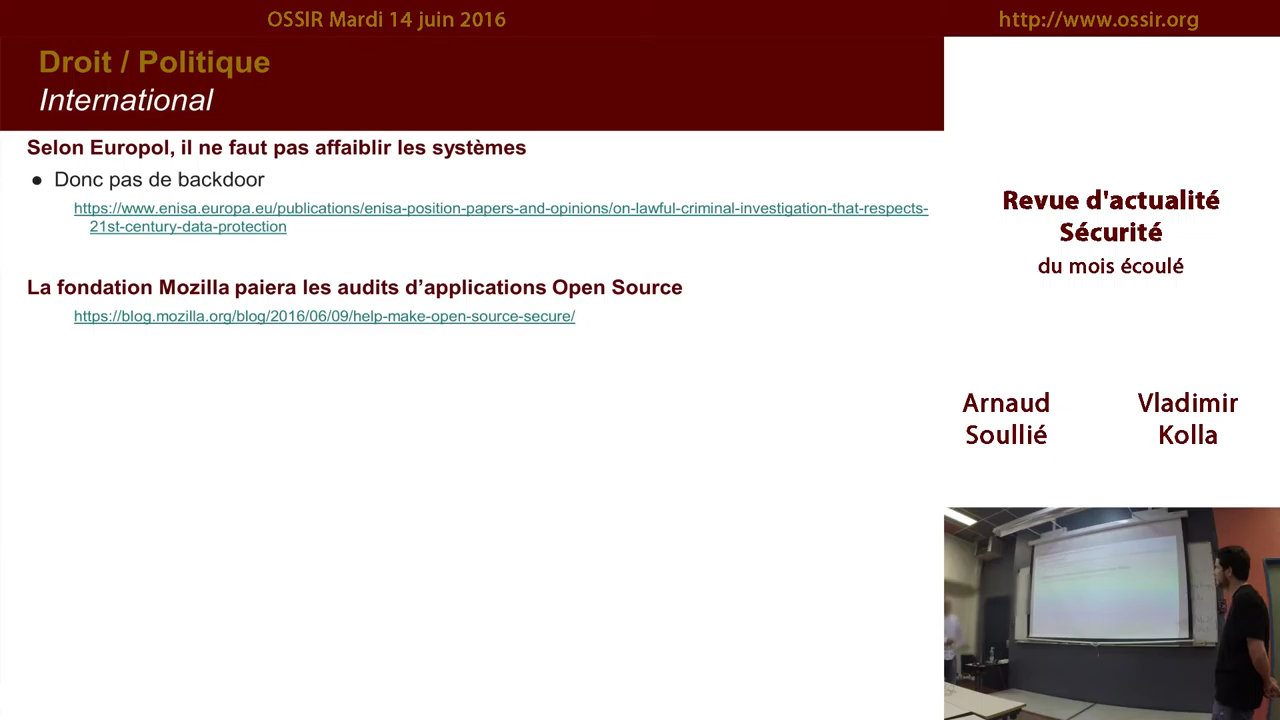 OSSIR Mardi 14 juin 2016
http://www.ossir.org
Droit / Politique
International
Selon Europol, il ne faut pas affaiblir les systèmes
● Donc pas de backdoor
https://www.enisa.europa.eu/publications/enisa-position-papers-and-opinions/on-lawful-criminal-investigation-that-respects-
21st-century-data-protection
La fondation Mozilla paiera les audits d’applications Open Source
https://blog.mozilla.org/blog/2016/06/09/help-make-open-source-secure/
Revue d'actualité
Sécurité
du mois écoulé
Arnaud
Soullié
Vladimir
Kolla